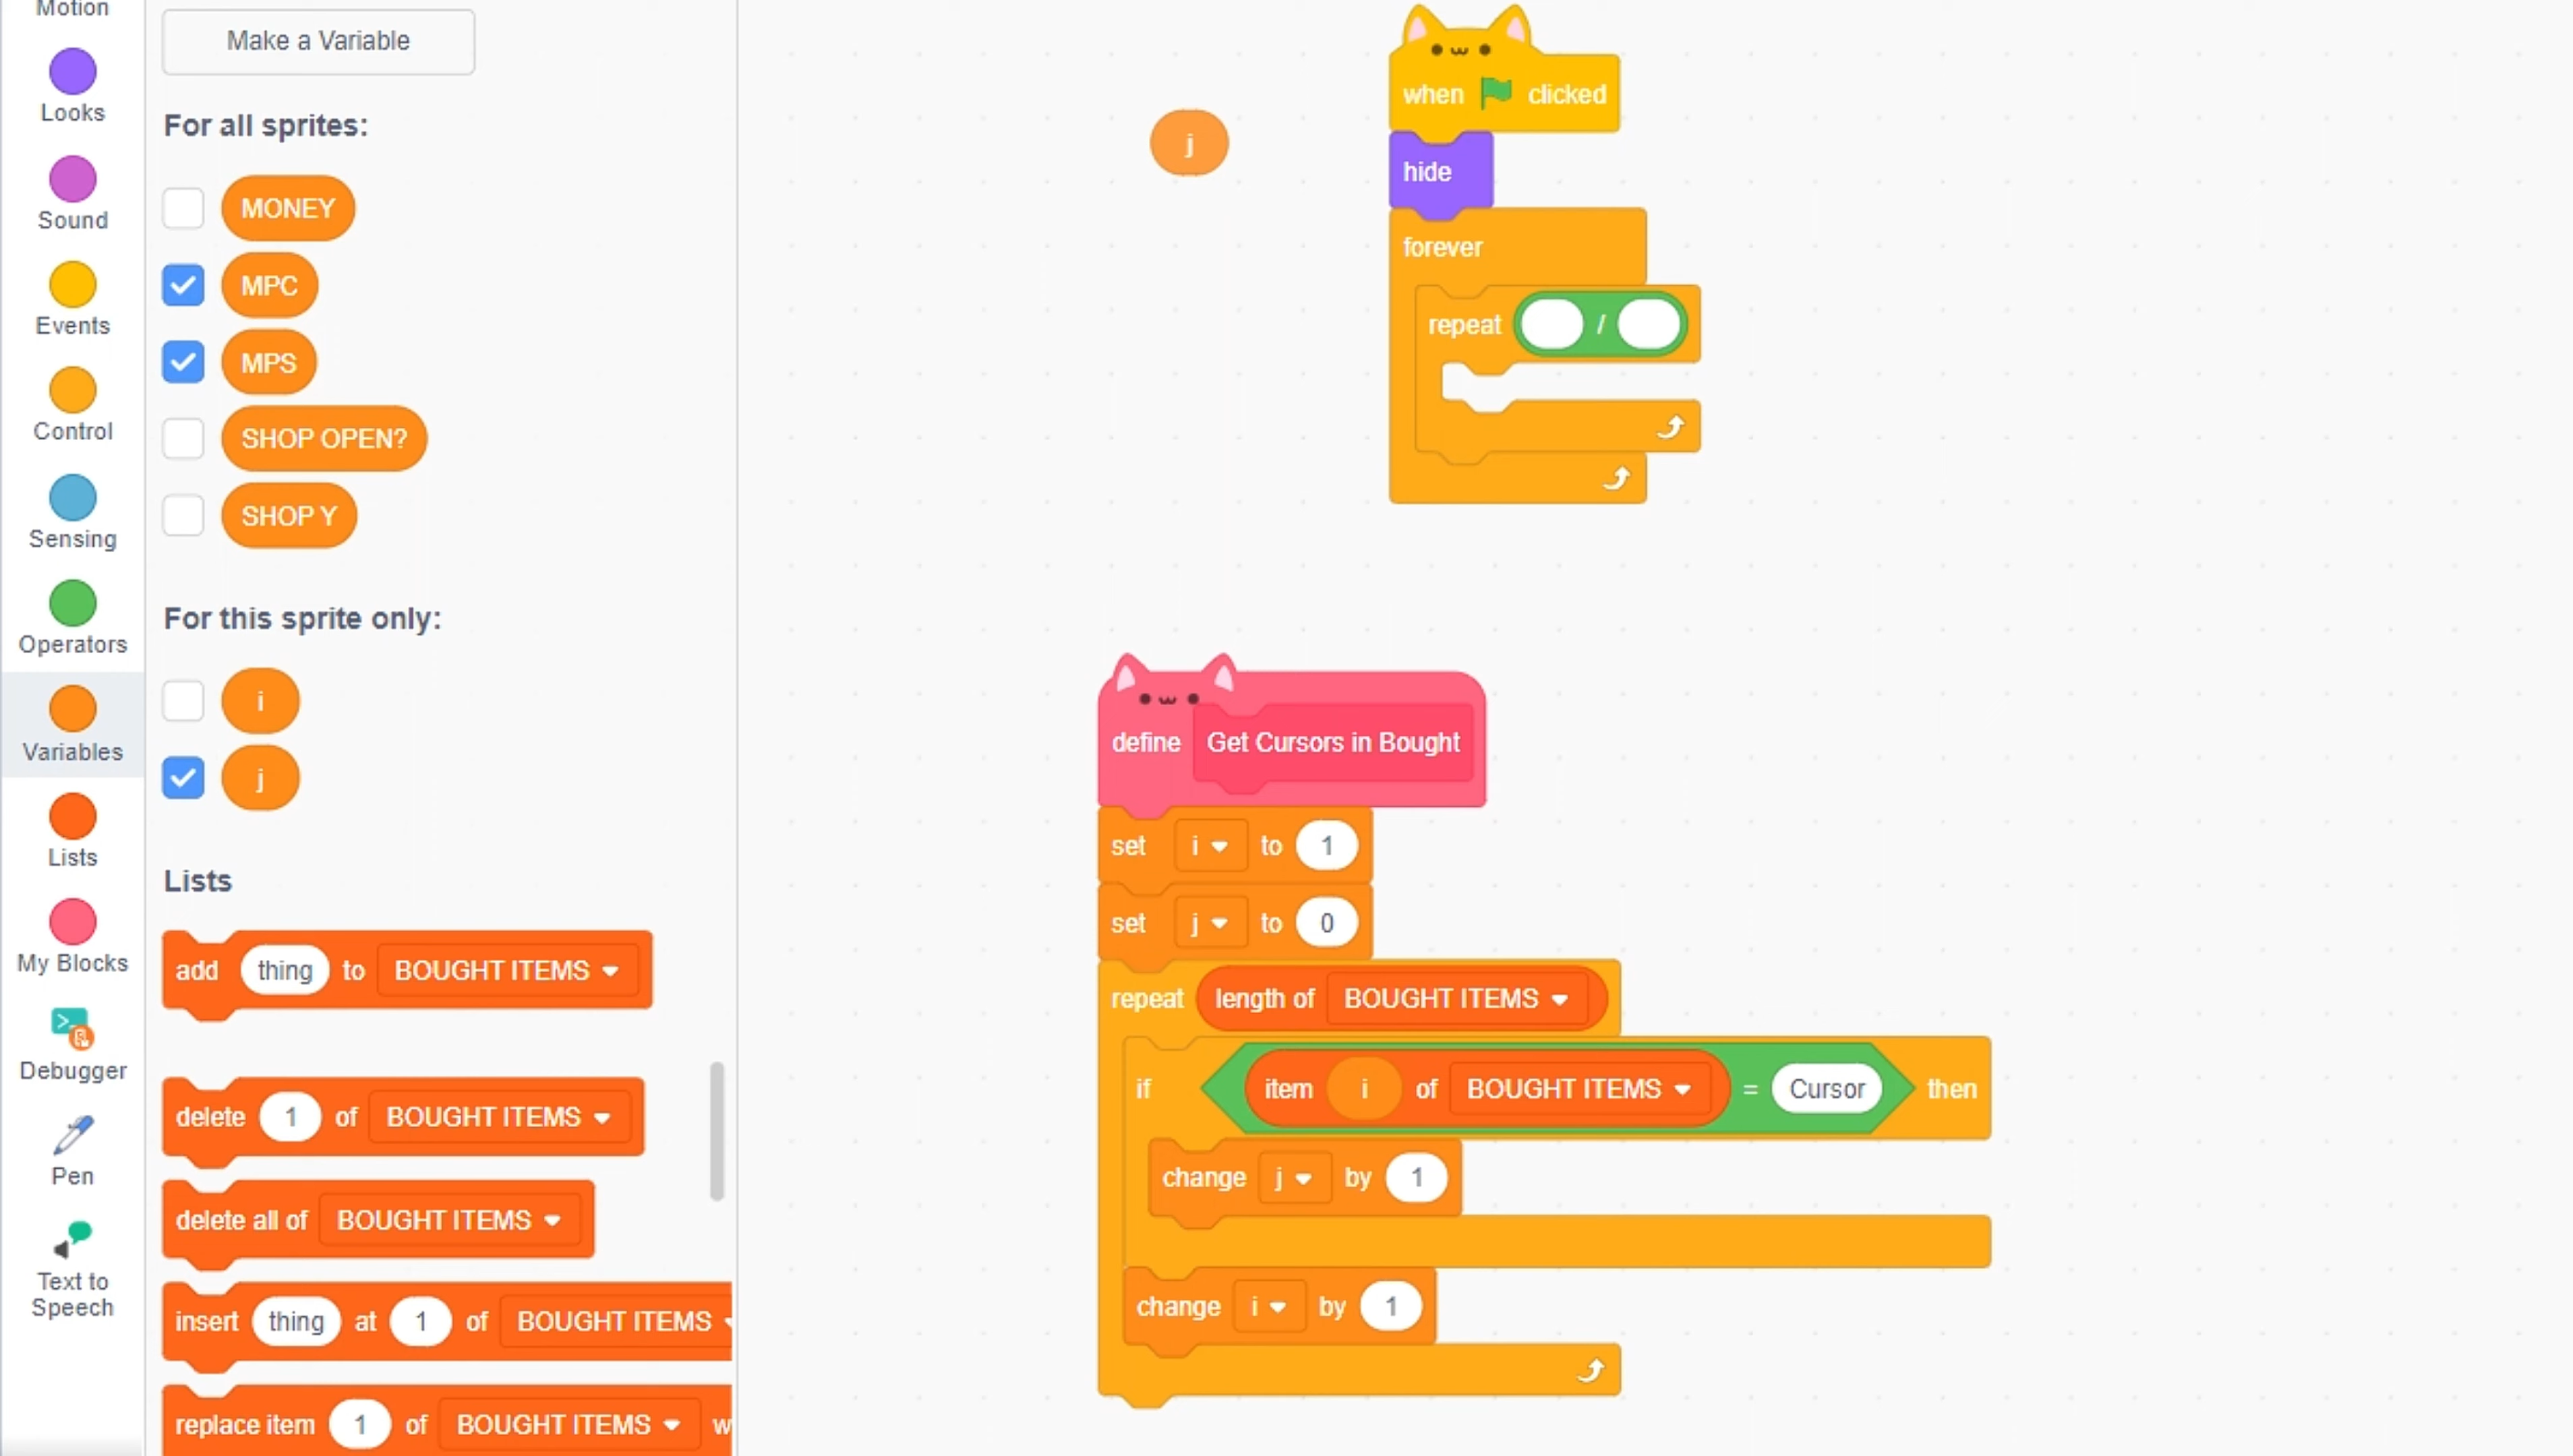 Motion
Looks
Sound
Events
Control
Sensing
Operators
Variables
Lists
My Blocks
Debugger
Pen
Text to
Speech
Make a Variable
For all sprites:
MONEY
MPC
MPS
SHOP OPEN?
SHOP Y
For this sprite only:
i
j
Lists
add thing to BOUGHT ITEMS
delete 1 of BOUGHT ITEMS
delete all of BOUGHT ITEMS
insert thing at 1 of BOUGHT ITEMS
replace item 1 of BOUGHT ITEMS w
j
when clicked
hide
forever
repeat /
define Get Cursors in Bought
set i to 1
set j to 0
repeat length of BOUGHT ITEMS
if item i of BOUGHT ITEMS = Cursor then
change j by 1
change i by 1